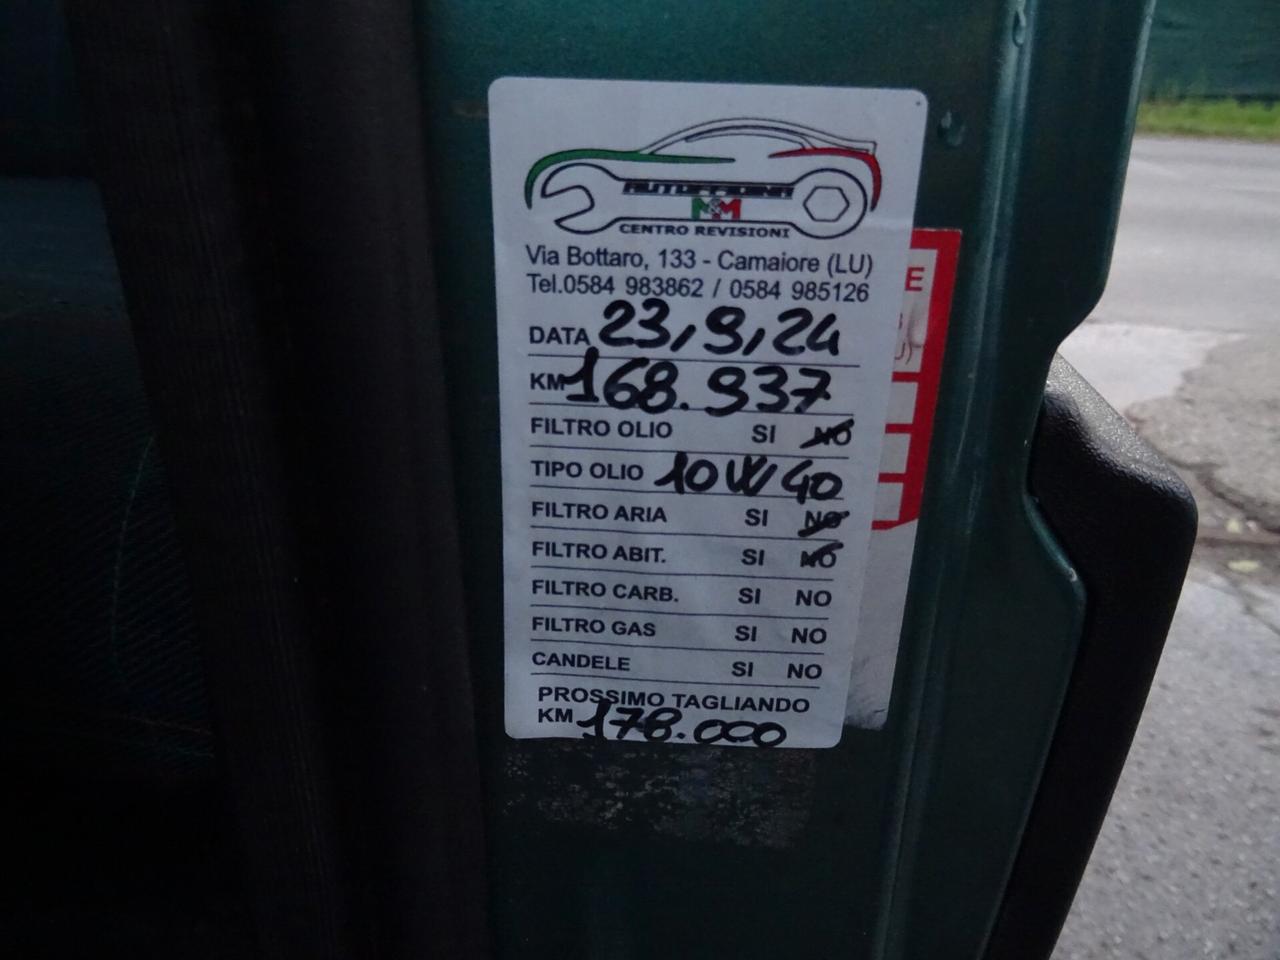 AUTOFFICINA
M&M
CENTRO REVISIONI
Via Bottaro, 133 - Camaiore (LU)
Tel.0584 983862 / 0584 985126
DATA 23,9,24
KM 168.937
FILTRO OLIO SI NO
TIPO OLIO 10W40
FILTRO ARIA SI NO
FILTRO ABIT. SI NO
FILTRO CARB. SI NO
FILTRO GAS SI NO
CANDELE SI NO
PROSSIMO TAGLIANDO
KM 178.000